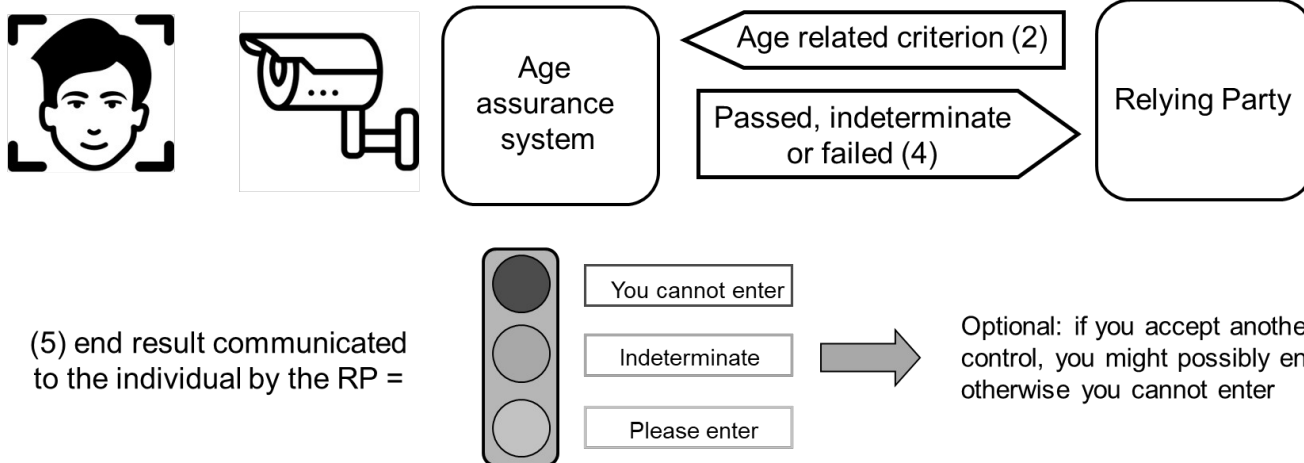 Age
assurance
system
Age related criterion (2)
Passed, indeterminate
or failed (4)
Relying Party
(5) end result communicated
to the individual by the RP =
You cannot enter
Indeterminate
Please enter
Optional: if you accept anothe
control, you might possibly en
otherwise you cannot enter